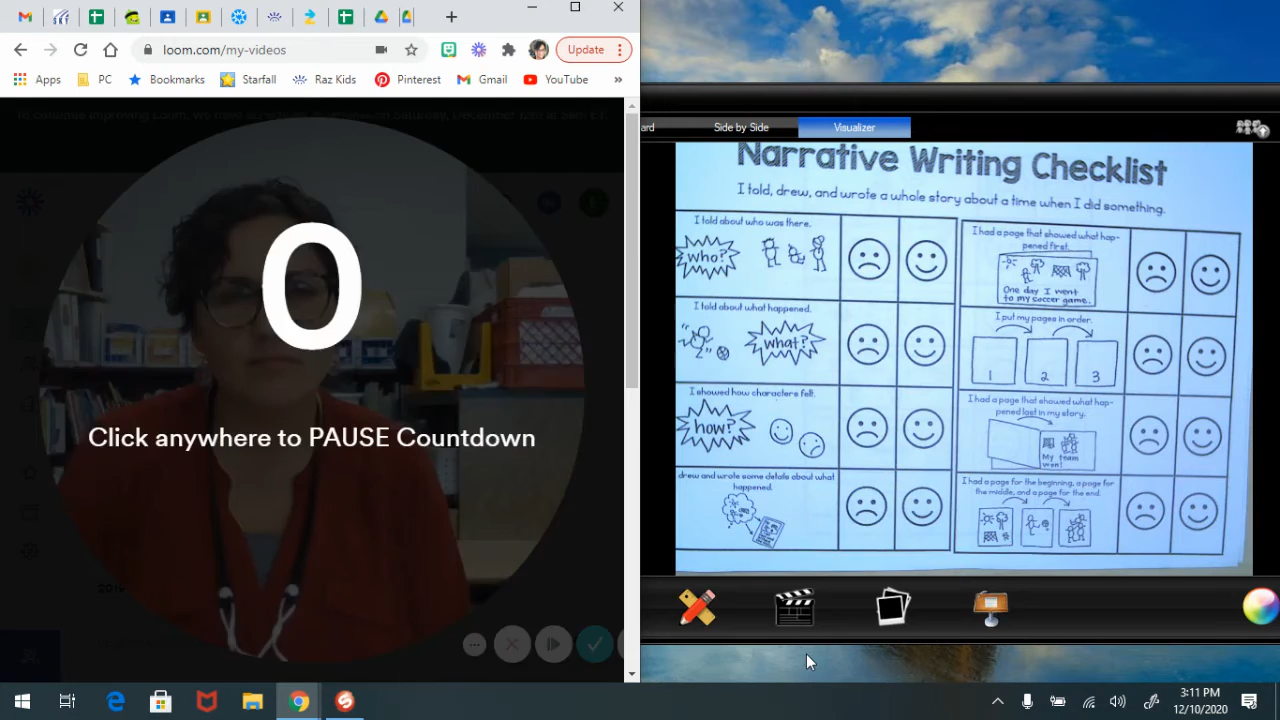 loom.com/my-videos
Update
Apps
PC
Bookmarks
Starfall
Raz Kids
Pinterest
Gmail
YouTube
»
0
Click anywhere to PAUSE Countdown
ard
Side by Side
Visualizer
Narrative Writing Checklist
I told, drew, and wrote a whole story about a time when I did something.
I told about who was there.
who?
I told about what happened.
what?
I showed how characters felt.
how?
drew and wrote some details about what
happened.
I had a page that showed what hap-
pened first.
One day I went
to my soccer game.
I put my pages in order.
1 2 3
I had a page that showed what hap-
pened last in my story.
My team
won!
I had a page for the beginning, a page for
the middle, and a page for the end.
3:11 PM
12/10/2020